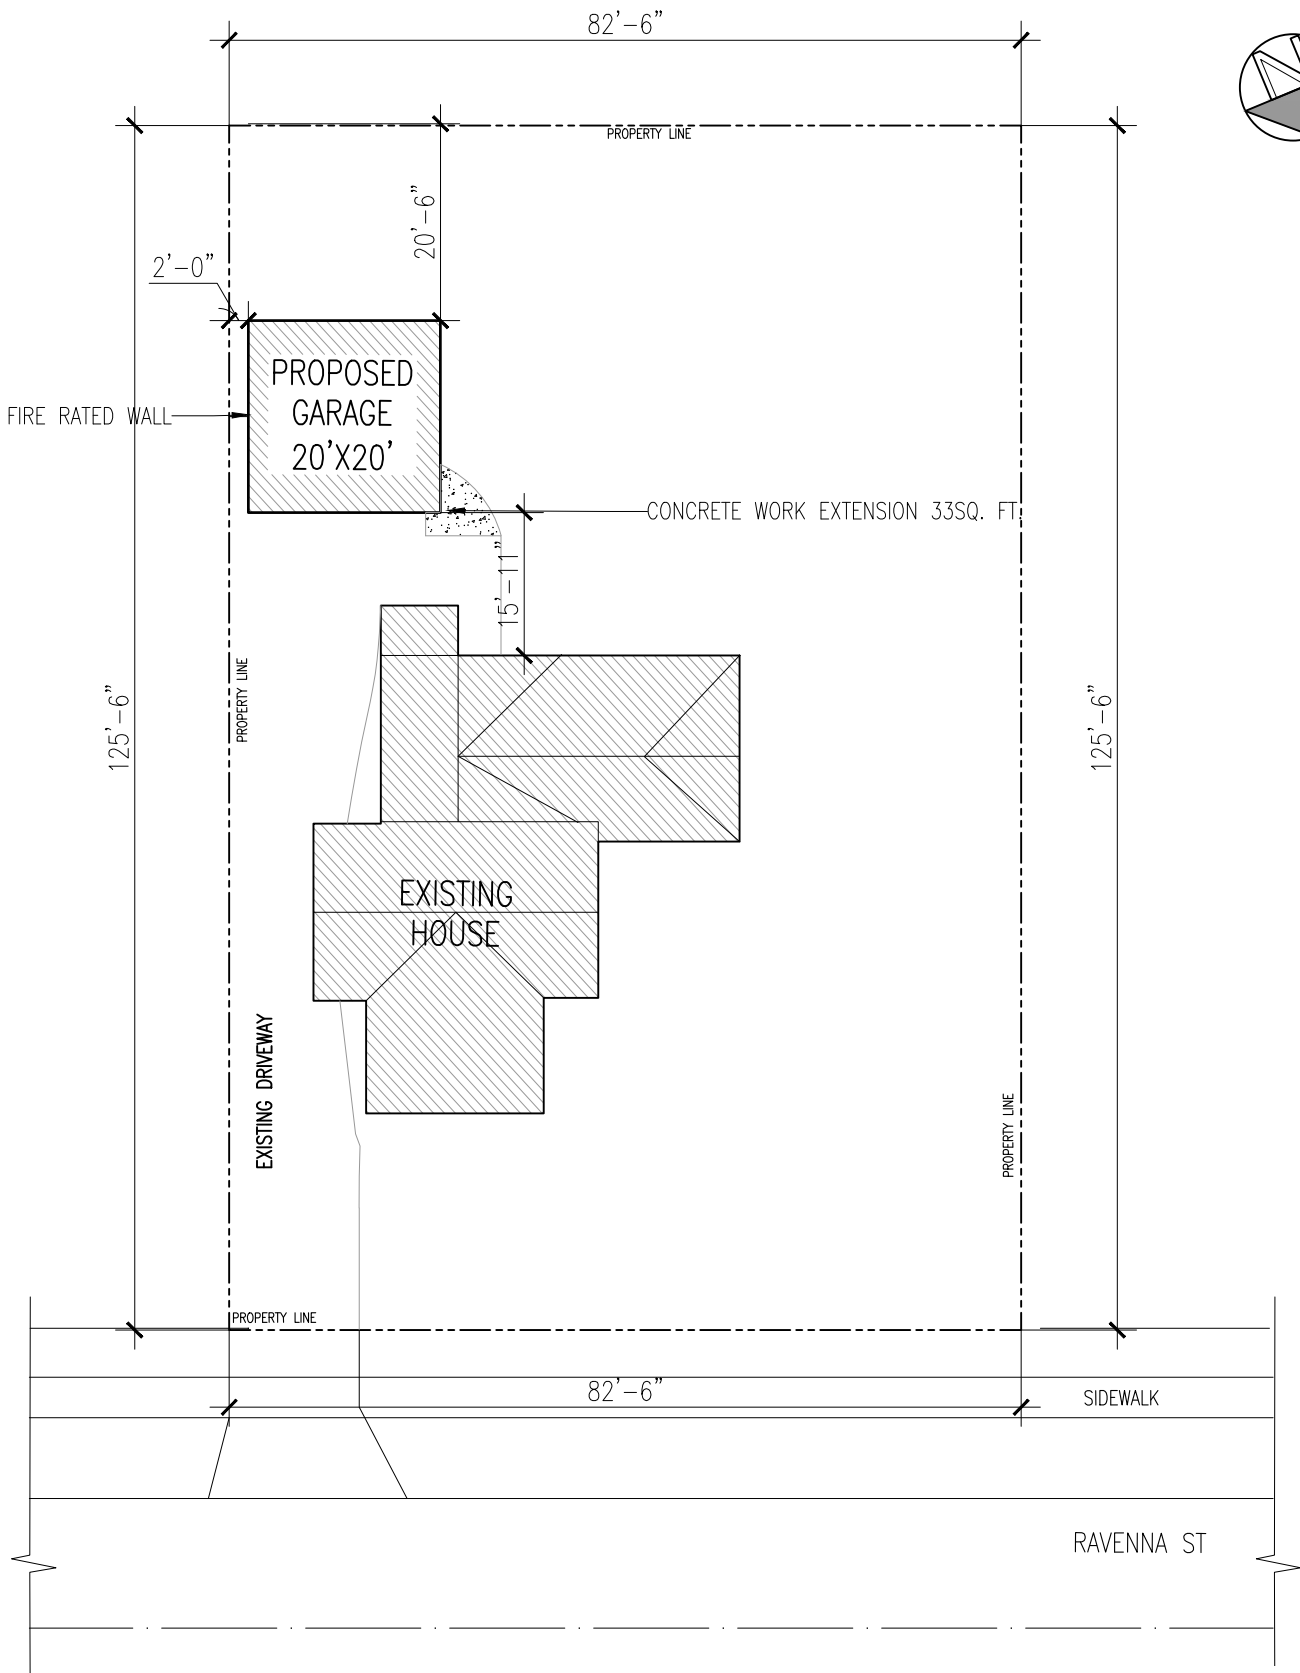 82'-6"
N
PROPERTY LINE
20'-6"
2'-0"
PROPOSED
GARAGE
20'X20'
FIRE RATED WALL
CONCRETE WORK EXTENSION 33SQ. FT.
15'-11"
PROPERTY LINE
125'-6"
125'-6"
EXISTING
HOUSE
EXISTING DRIVEWAY
PROPERTY LINE
PROPERTY LINE
82'-6"
SIDEWALK
RAVENNA ST